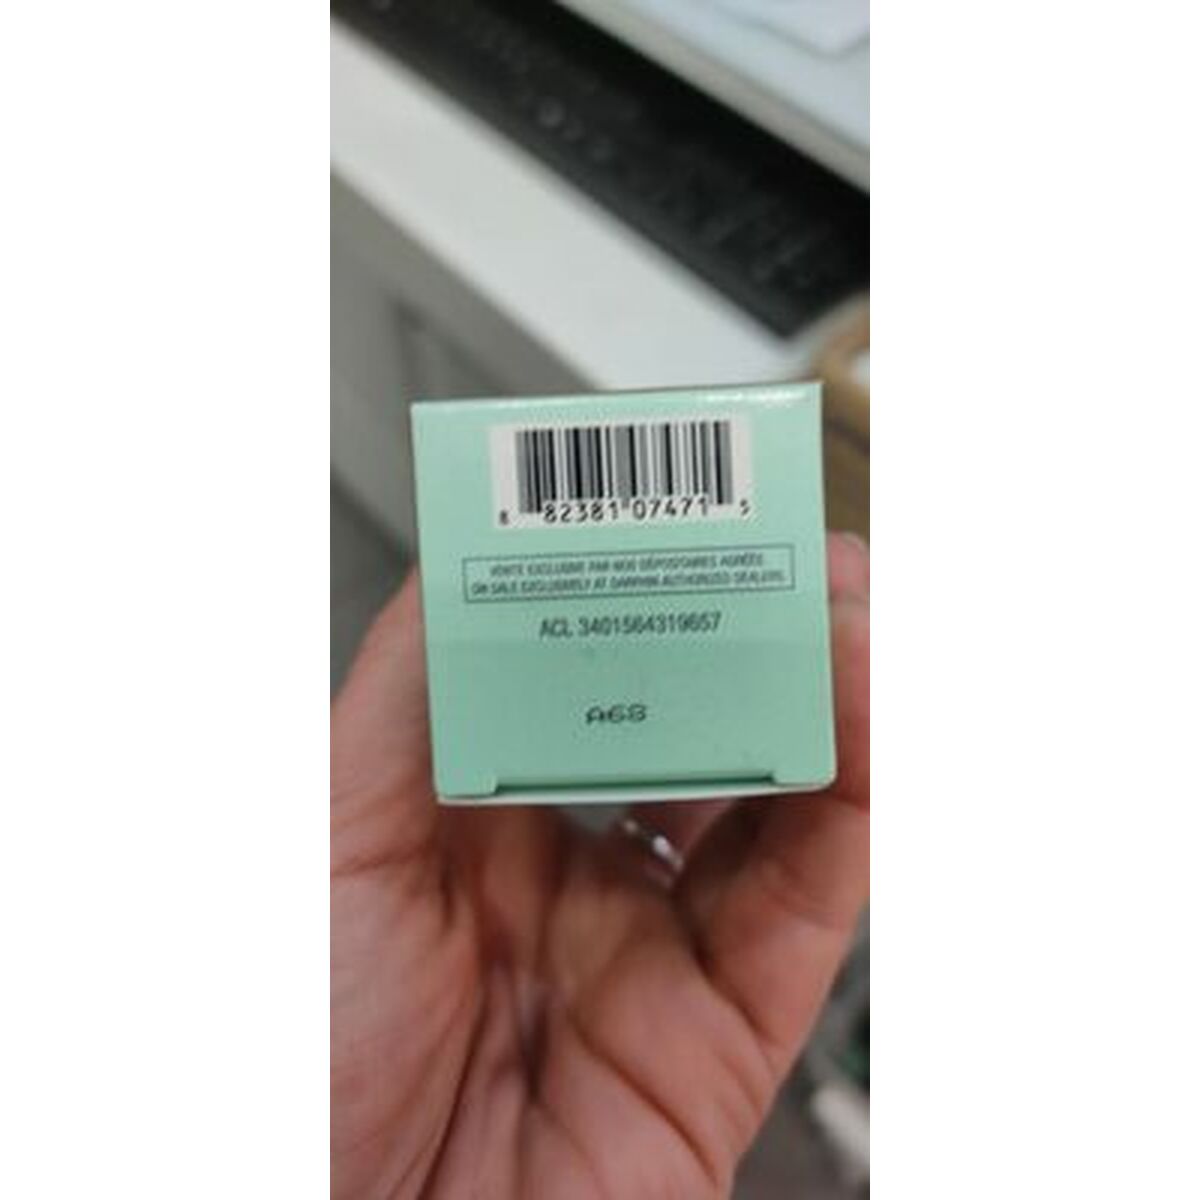 8 82381 07471 5
VENTE EXCLUSIVE PAR NOS DÉPOSITAIRES AGRÉÉS
ON SALE EXCLUSIVELY AT DARPHIN AUTHORIZED DEALERS
ACL 3401564319657
A68